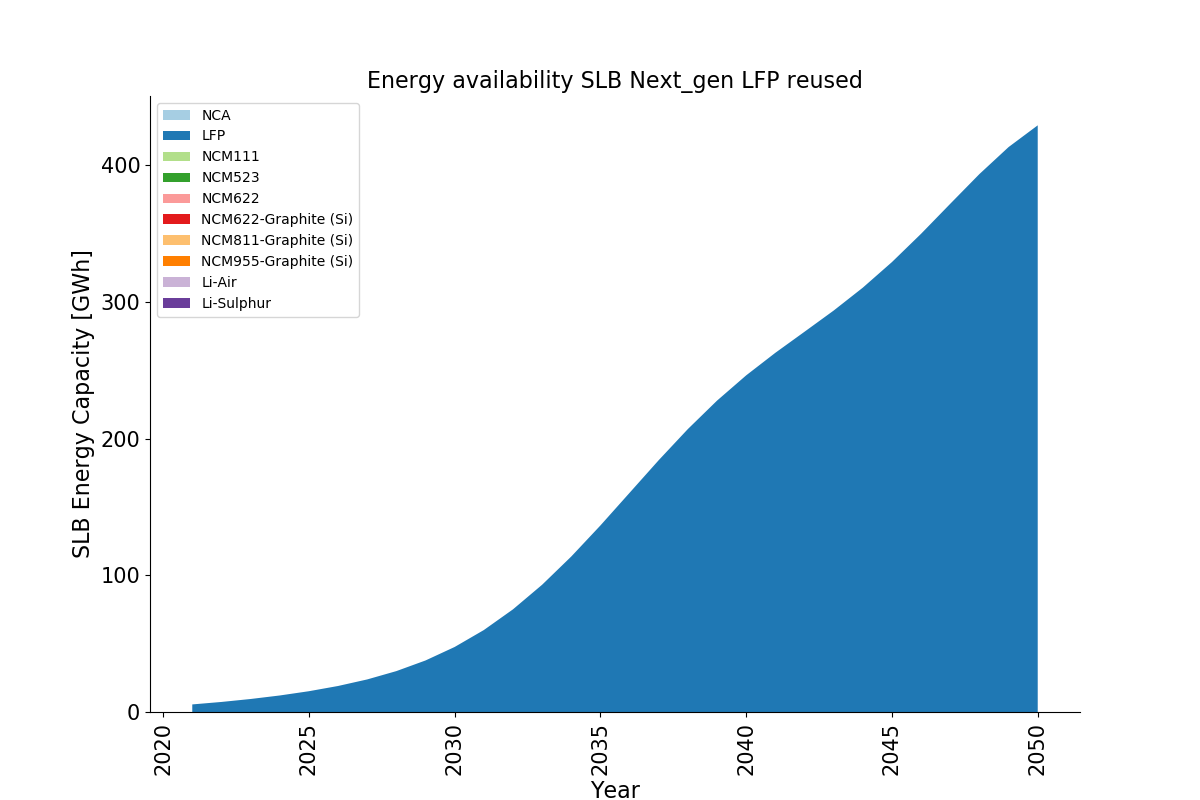 Energy availability SLB Next_gen LFP reused
NCA
LFP
NCM111
NCM523
NCM622
NCM622-Graphite (Si)
NCM811-Graphite (Si)
NCM955-Graphite (Si)
Li-Air
Li-Sulphur
SLB Energy Capacity [GWh]
400
300
200
100
0
2020
2025
2030
2035
2040
2045
2050
Year